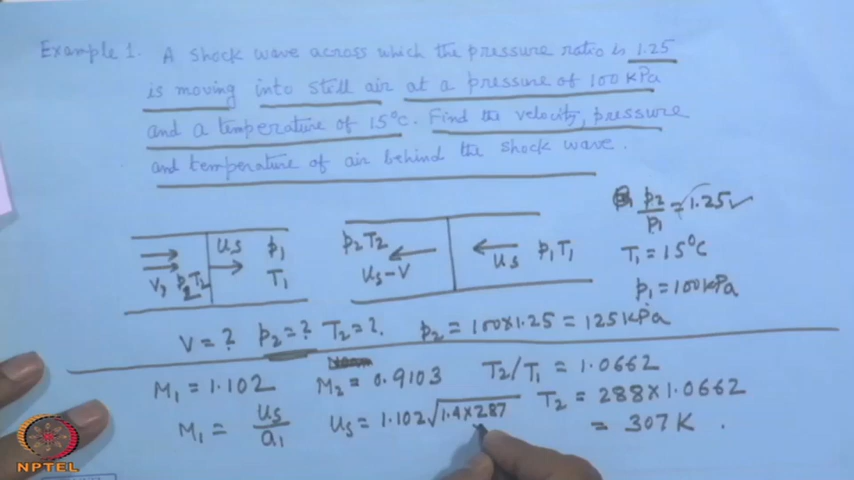 Example 1. A shock wave across which the pressure ratio is 1.25
is moving into still air at a pressure of 100 kPa
and a temperature of 15°C. Find the velocity, pressure
and temperature of air behind the shock wave.
p2/p1 = 1.25 ✓
T1 = 15°C
p1 = 100 kPa
Us p1
V, p2 T2 T1
p2 T2
Us-V Us p1 T1
V = ? p2 = ? T2 = ?. p2 = 100×1.25 = 125 kPa
M1 = 1.102 M2 = 0.9103 T2/T1 = 1.0662
M1 = Us/a1 Us = 1.102 √1.4×287 T2 = 288×1.0662
= 307 K.
NPTEL